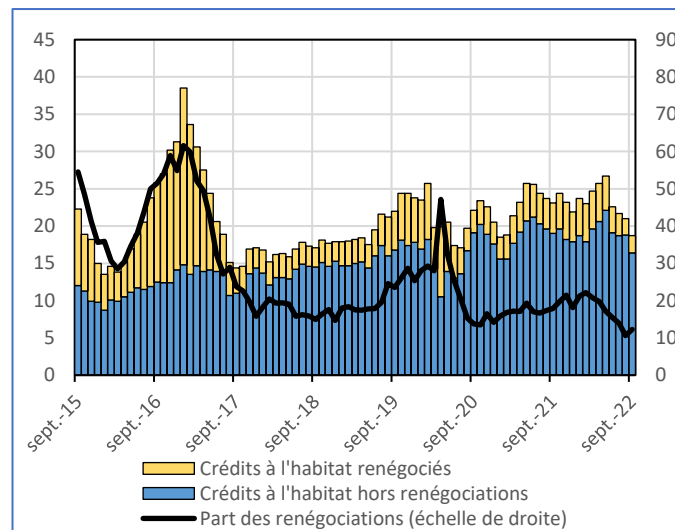 45
40
35
30
25
20
15
10
5
0
90
80
70
60
50
40
30
20
10
0
sept.-15
sept.-16
sept.-17
sept.-18
sept.-19
sept.-20
sept.-21
sept.-22
Crédits à l'habitat renégociés
Crédits à l'habitat hors renégociations
Part des renégociations (échelle de droite)